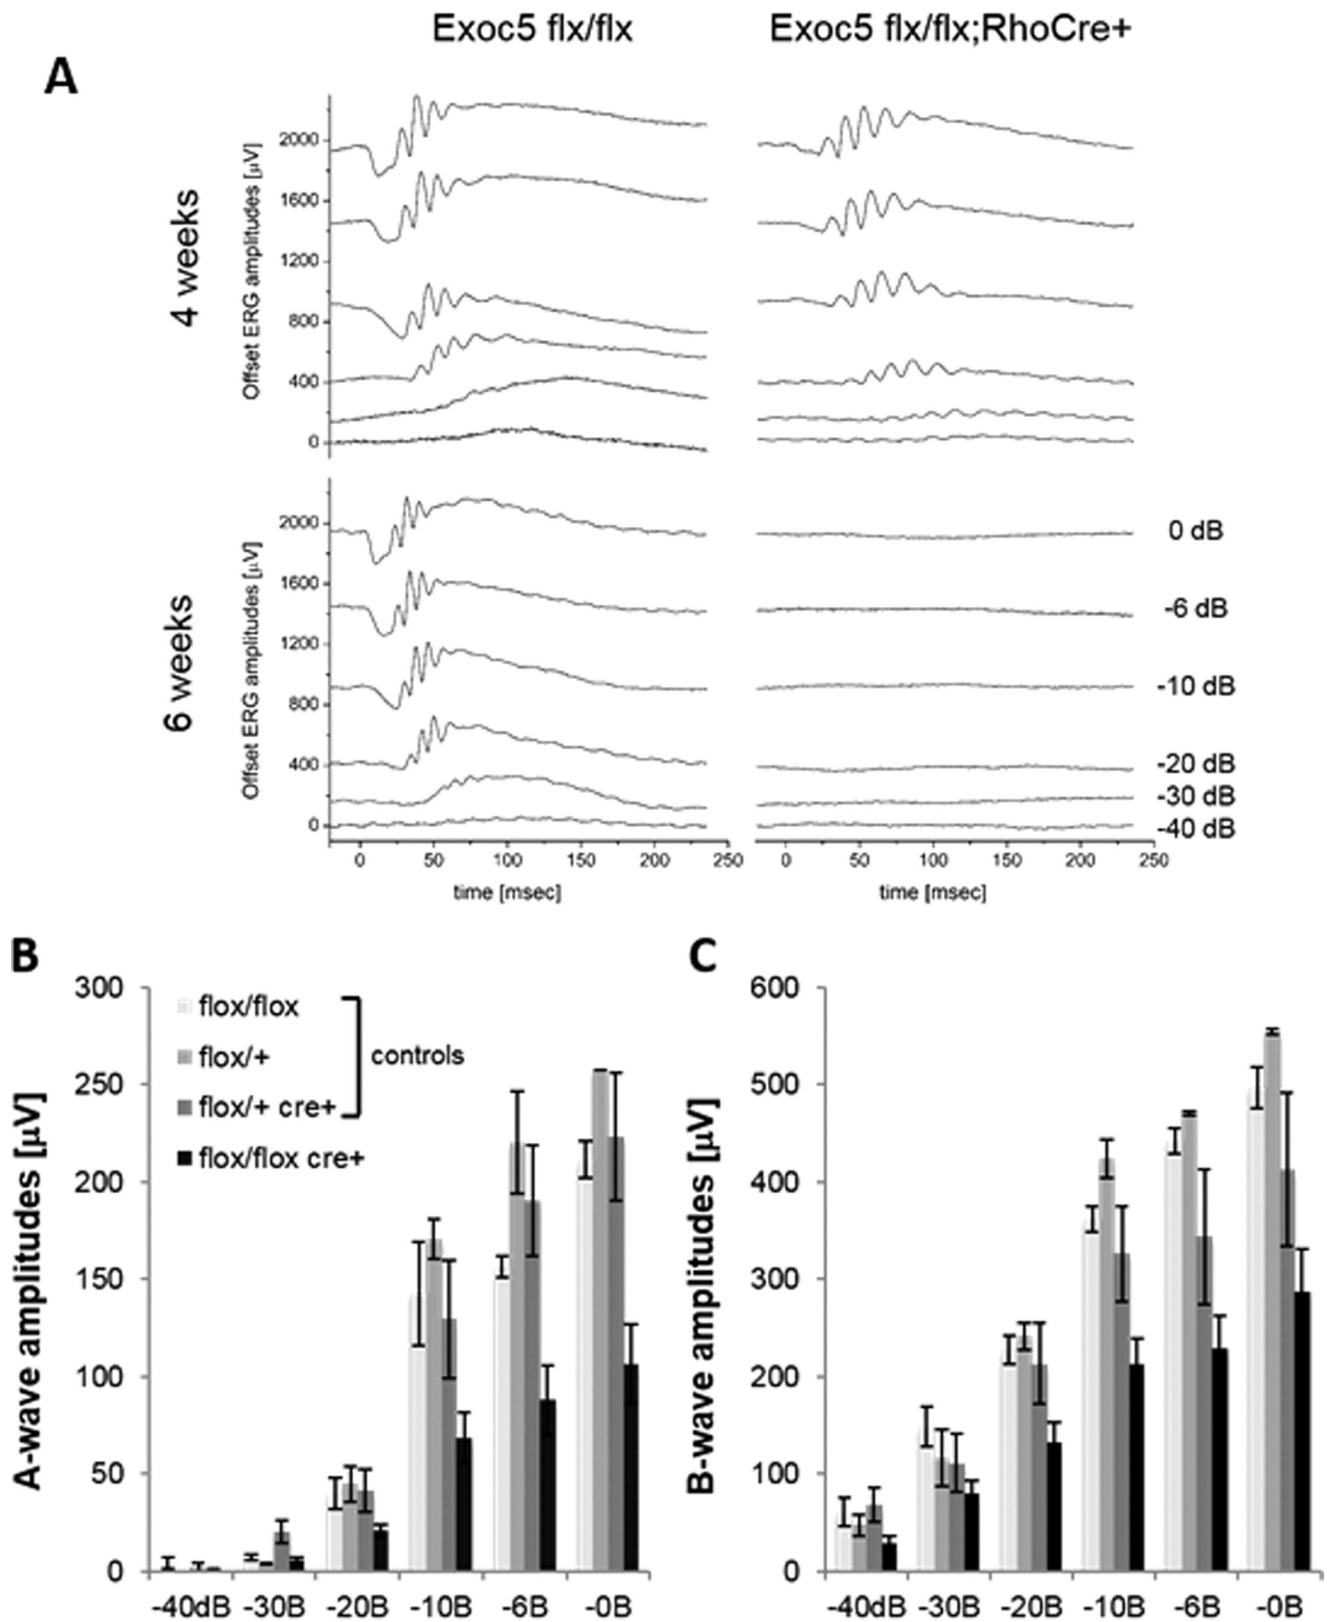 Exoc5 flx/flx
Exoc5 flx/flx;RhoCre+
A
4 weeks
Offset ERG amplitudes [µV]
2000
1600
1200
800
400
0
6 weeks
Offset ERG amplitudes [µV]
2000
1600
1200
800
400
0
0 dB
-6 dB
-10 dB
-20 dB
-30 dB
-40 dB
0 50 100 150 200 250
0 50 100 150 200 250
time [msec]
time [msec]
B
A-wave amplitudes [µV]
300
250
200
150
100
50
0
flox/flox
flox/+
flox/+ cre+
flox/flox cre+
controls
-40dB -30B -20B -10B -6B -0B
C
B-wave amplitudes [µV]
600
500
400
300
200
100
0
-40dB -30B -20B -10B -6B -0B